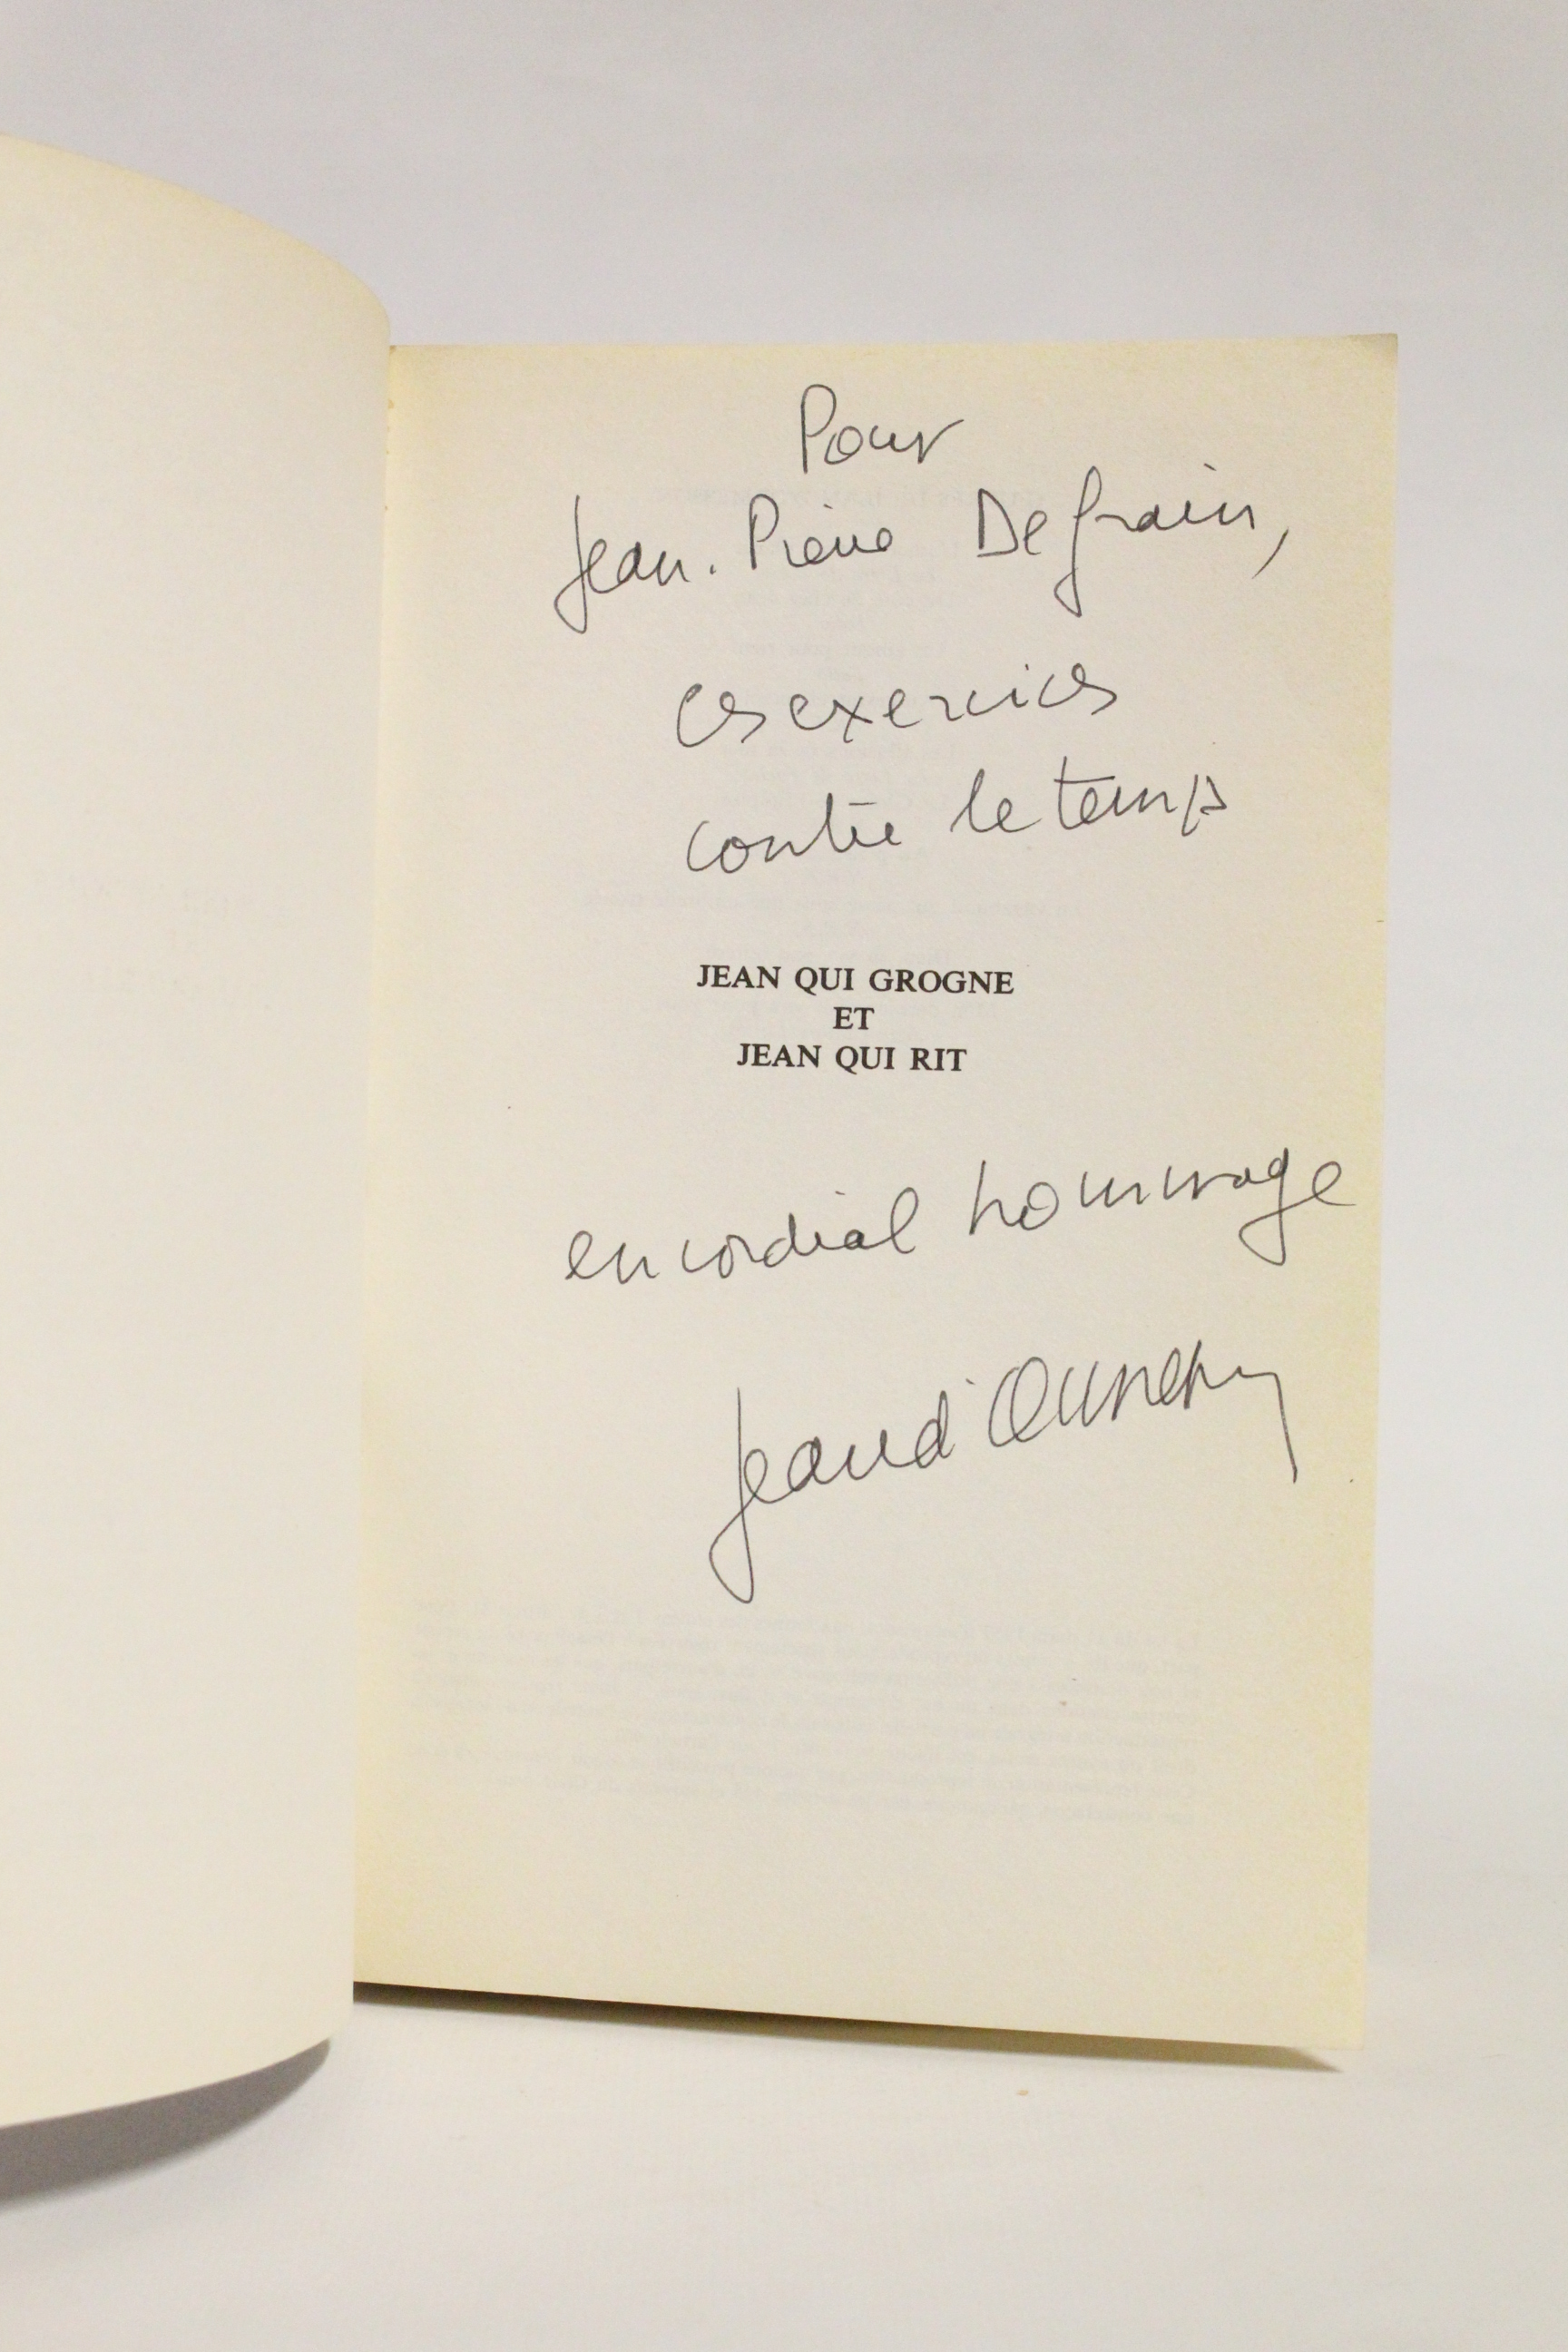 Pour
Jean-Pierre Defrain,
ces exercices
contre le temps
JEAN QUI GROGNE
ET
JEAN QUI RIT
en cordial hommage
Jean d'Ormesson